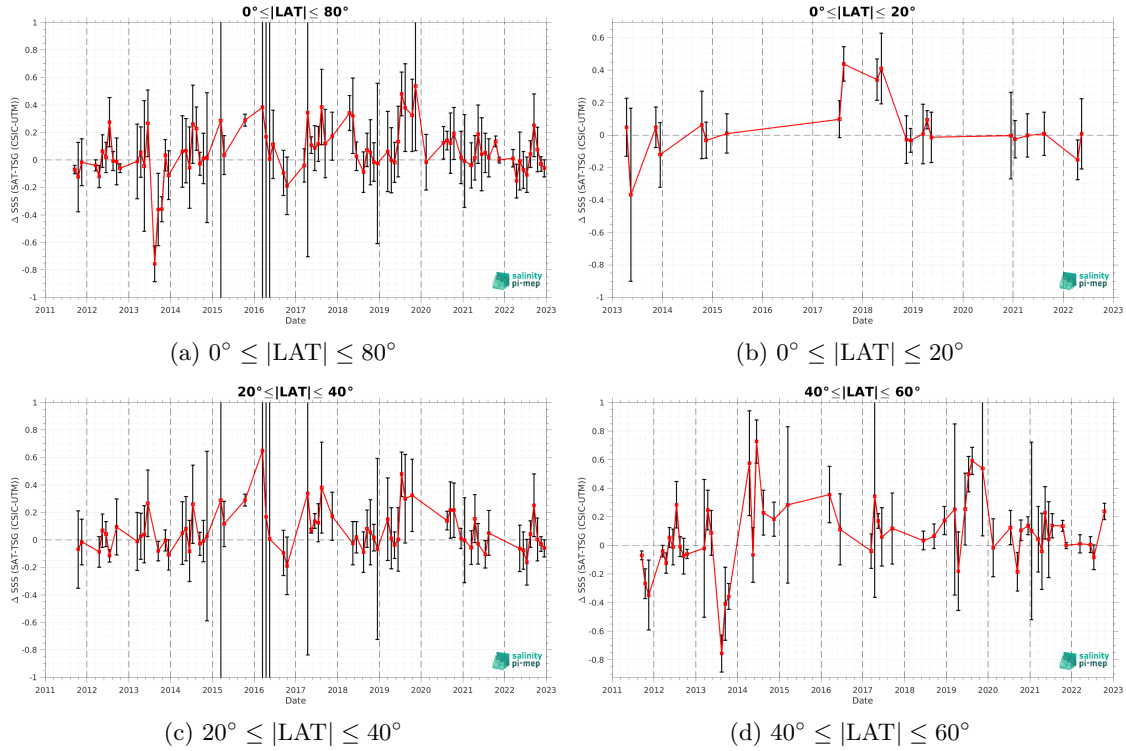 0°≤|LAT|≤ 80°
Δ SSS (SAT-TSG (CSIC-UTM))
1
0.8
0.6
0.4
0.2
0
-0.2
-0.4
-0.6
-0.8
-1
2011 2012 2013 2014 2015 2016 2017 2018 2019 2020 2021 2022 2023
Date
salinity
pi-mep
(a) 0° ≤ |LAT| ≤ 80°
0°≤|LAT|≤ 20°
Δ SSS (SAT-TSG (CSIC-UTM))
0.6
0.4
0.2
0
-0.2
-0.4
-0.6
-0.8
-1
2013 2014 2015 2016 2017 2018 2019 2020 2021 2022 2023
Date
salinity
pi-mep
(b) 0° ≤ |LAT| ≤ 20°
20°≤|LAT|≤ 40°
Δ SSS (SAT-TSG (CSIC-UTM))
1
0.8
0.6
0.4
0.2
0
-0.2
-0.4
-0.6
-0.8
-1
2011 2012 2013 2014 2015 2016 2017 2018 2019 2020 2021 2022 2023
Date
salinity
pi-mep
(c) 20° ≤ |LAT| ≤ 40°
40°≤|LAT|≤ 60°
Δ SSS (SAT-TSG (CSIC-UTM))
1
0.8
0.6
0.4
0.2
0
-0.2
-0.4
-0.6
-0.8
2011 2012 2013 2014 2015 2016 2017 2018 2019 2020 2021 2022 2023
Date
salinity
pi-mep
(d) 40° ≤ |LAT| ≤ 60°